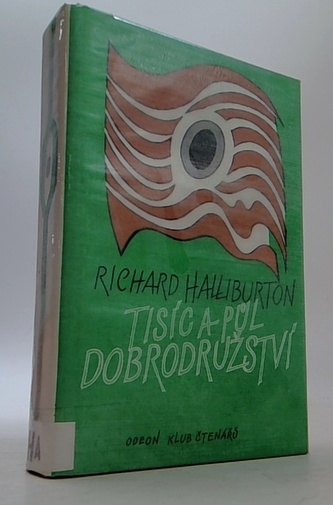 RICHARD HALLIBURTON
TISÍC A PŮL
DOBRODRUŽSTVÍ
ODEON KLUB ČTENÁŘŮ